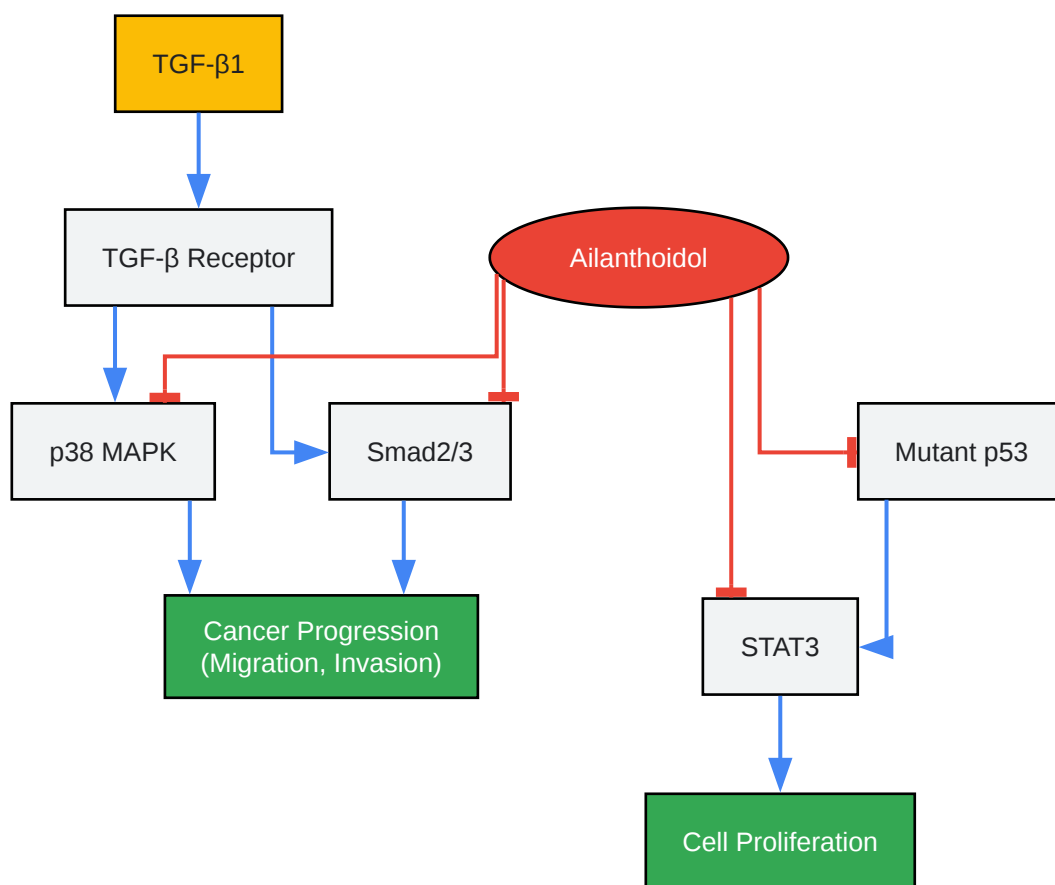 TGF-β1
TGF-β Receptor
Ailanthoidol
p38 MAPK
Smad2/3
Mutant p53
Cancer Progression
(Migration, Invasion)
STAT3
Cell Proliferation